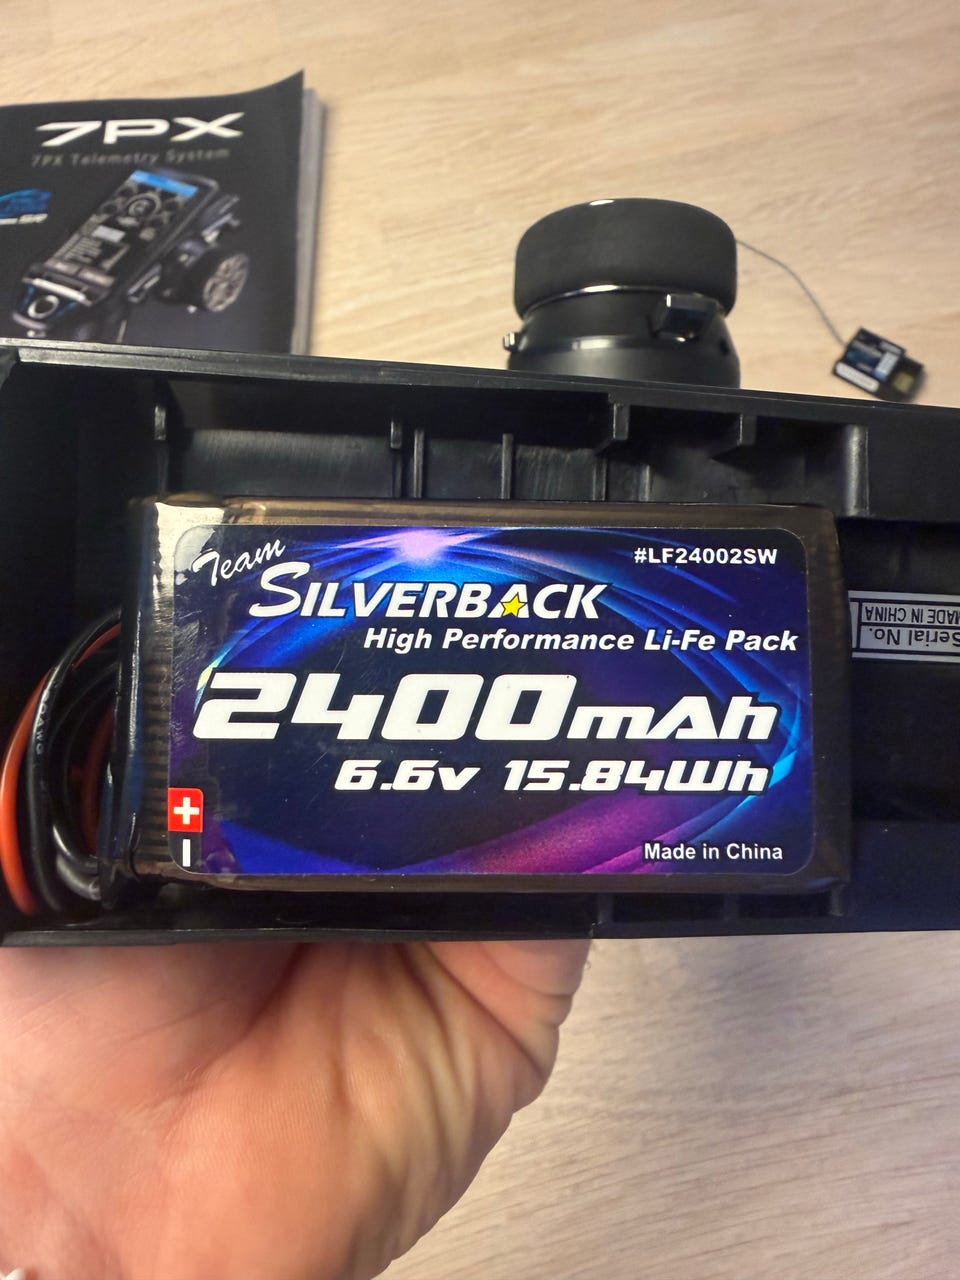 7PX
7PX Telemetry System
#LF24002SW
Team
SILVERBACK
High Performance Li-Fe Pack
2400mAh
6.6v 15.84Wh
+
-
Made in China
Serial No.
MADE IN CHINA